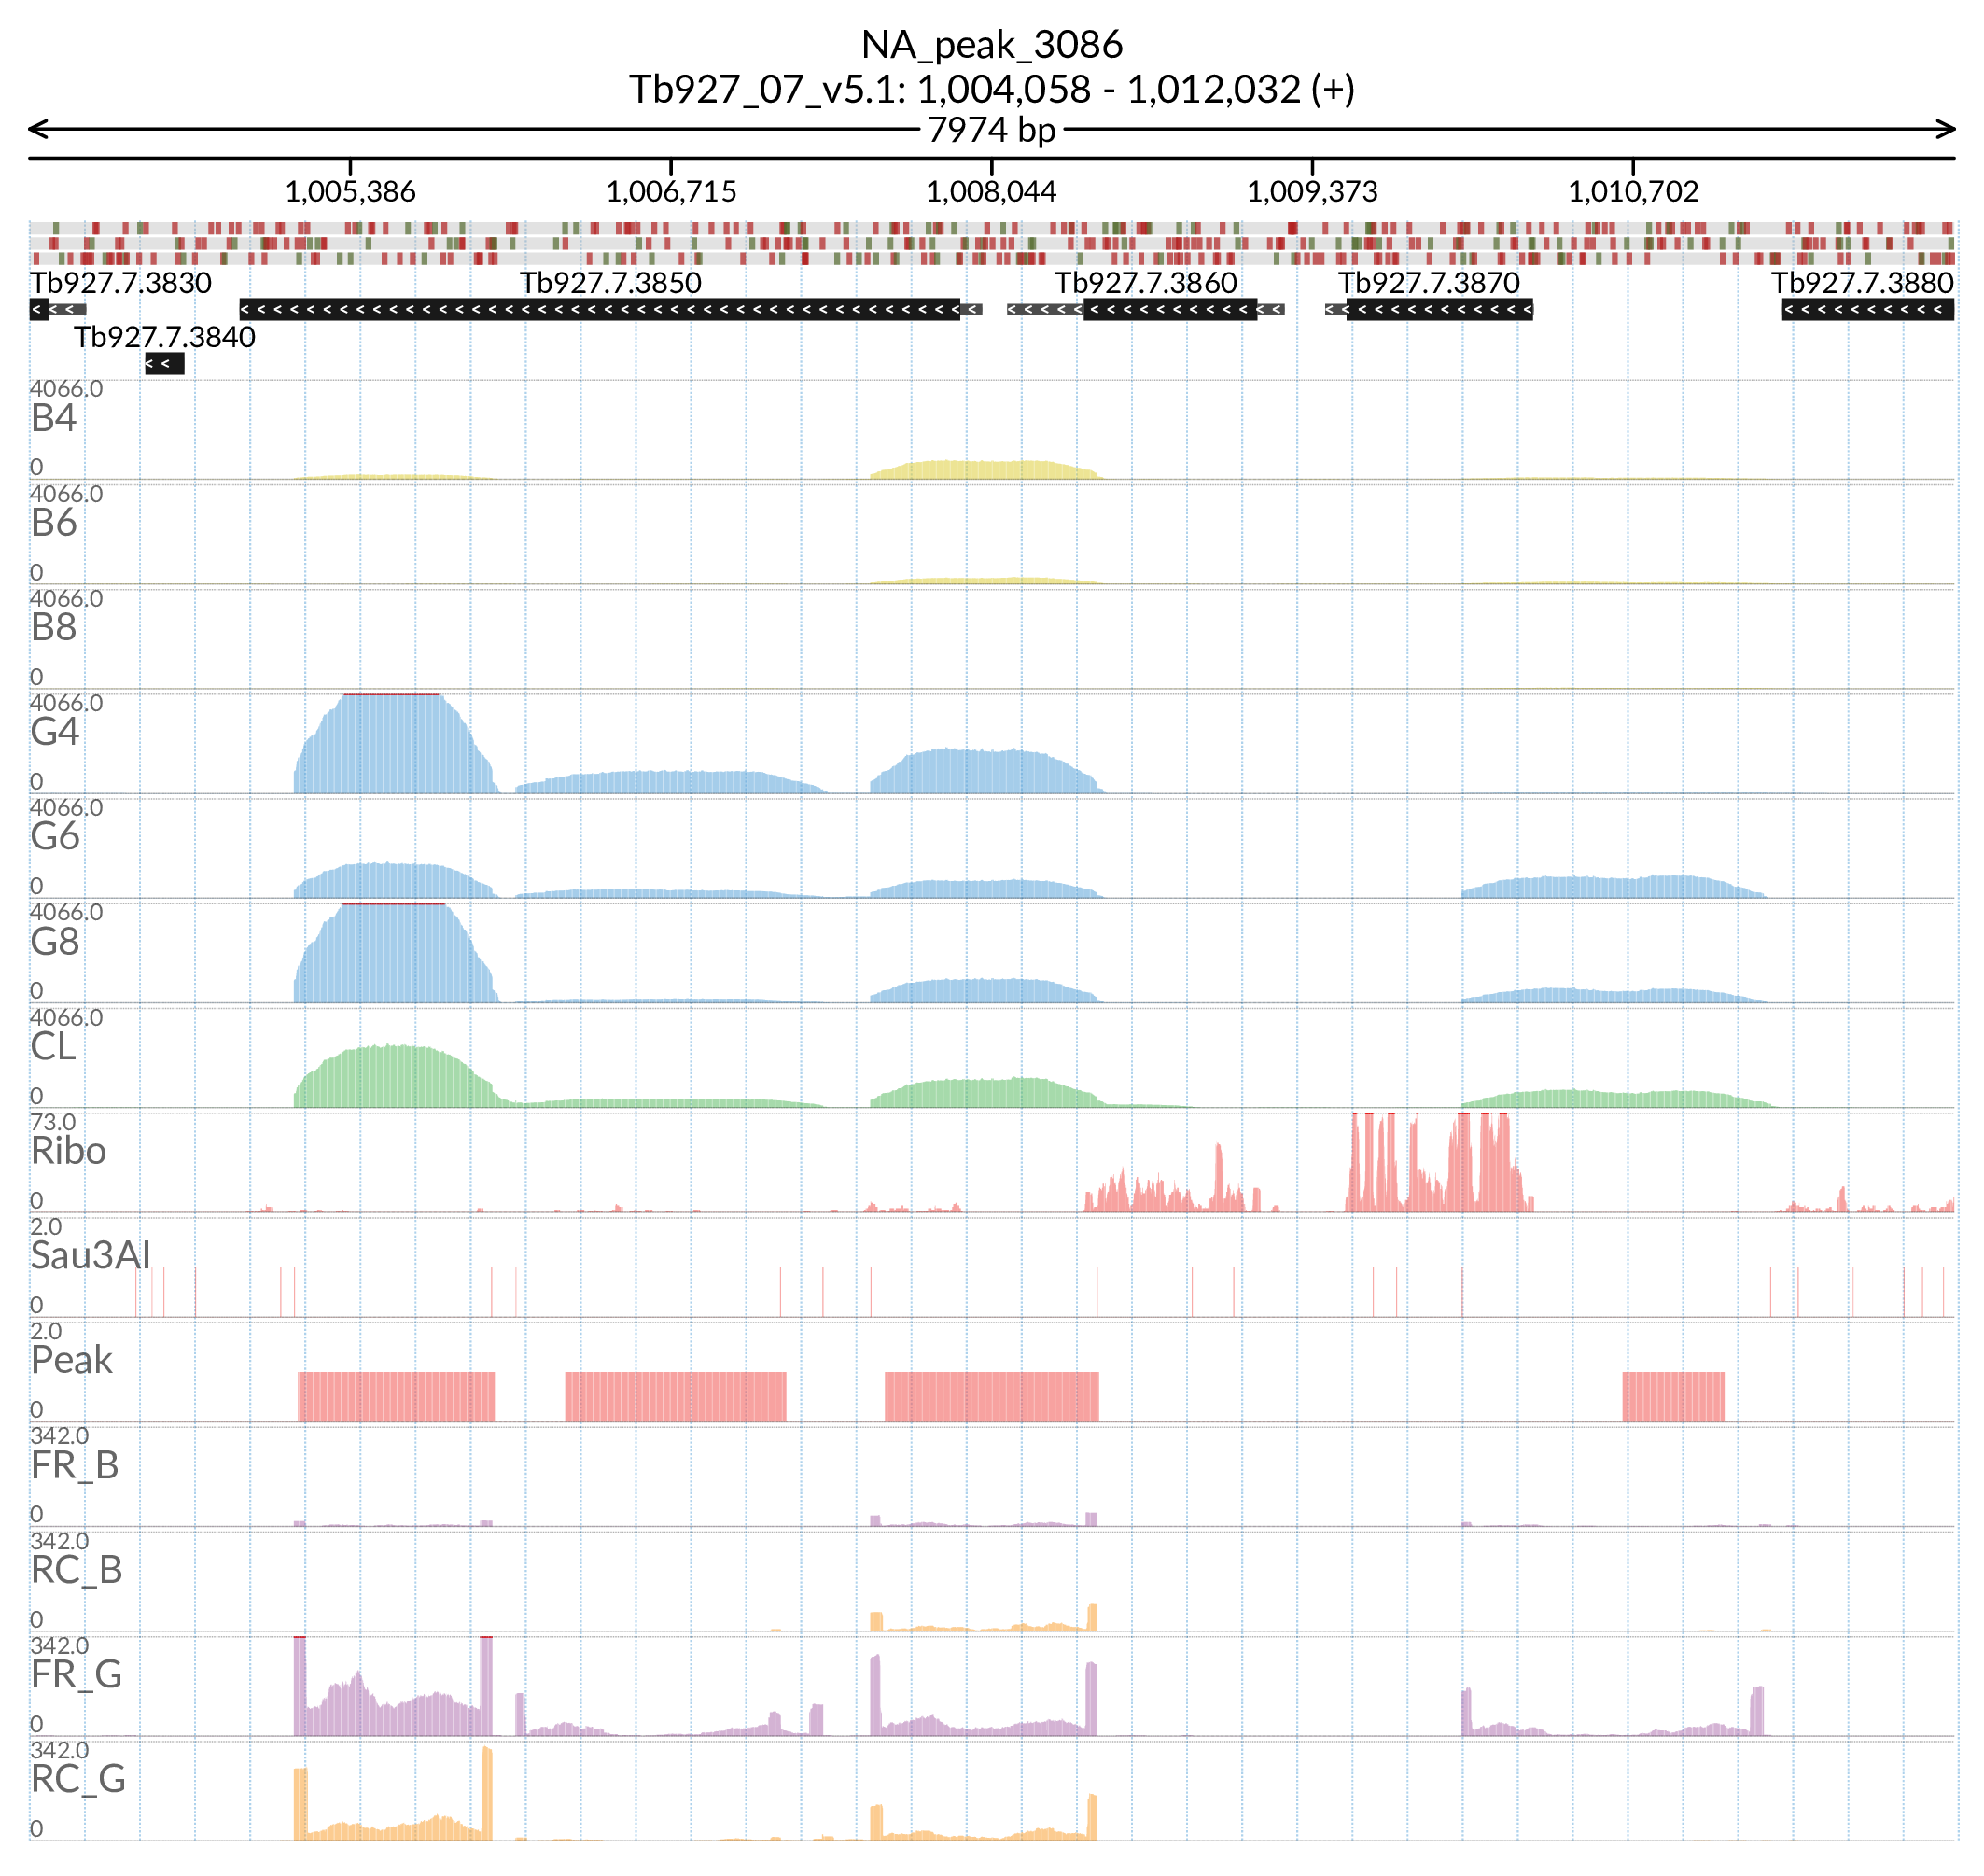 NA_peak_3086
Tb927_07_v5.1: 1,004,058 - 1,012,032 (+)
7974 bp
1,005,386 1,006,715 1,008,044 1,009,373 1,010,702
Tb927.7.3830 Tb927.7.3850 Tb927.7.3860 Tb927.7.3870 Tb927.7.3880
Tb927.7.3840
4066.0
B4
0
4066.0
B6
0
4066.0
B8
0
4066.0
G4
0
4066.0
G6
0
4066.0
G8
0
4066.0
CL
0
73.0
Ribo
0
2.0
Sau3AI
0
2.0
Peak
0
342.0
FR_B
0
342.0
RC_B
0
342.0
FR_G
0
342.0
RC_G
0